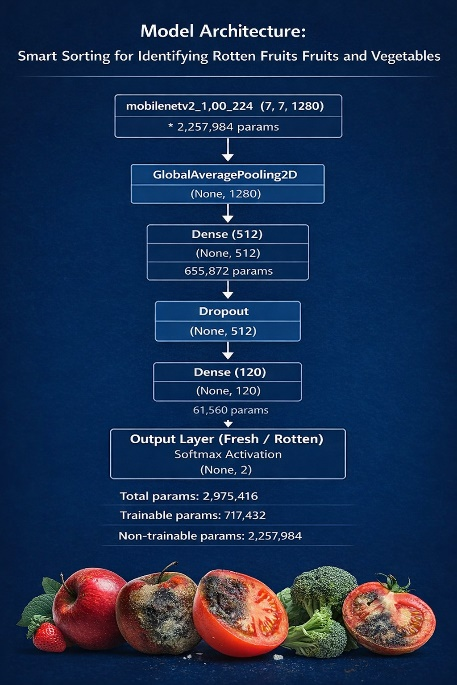 Model Architecture:
Smart Sorting for Identifying Rotten Fruits Fruits and Vegetables
mobilenetv2_1,00_224 (7, 7, 1280)
* 2,257,984 params
GlobalAveragePooling2D
(None, 1280)
Dense (512)
(None, 512)
655,872 params
Dropout
(None, 512)
Dense (120)
(None, 120)
61,560 params
Output Layer (Fresh / Rotten)
Softmax Activation
(None, 2)
Total params: 2,975,416
Trainable params: 717,432
Non-trainable params: 2,257,984